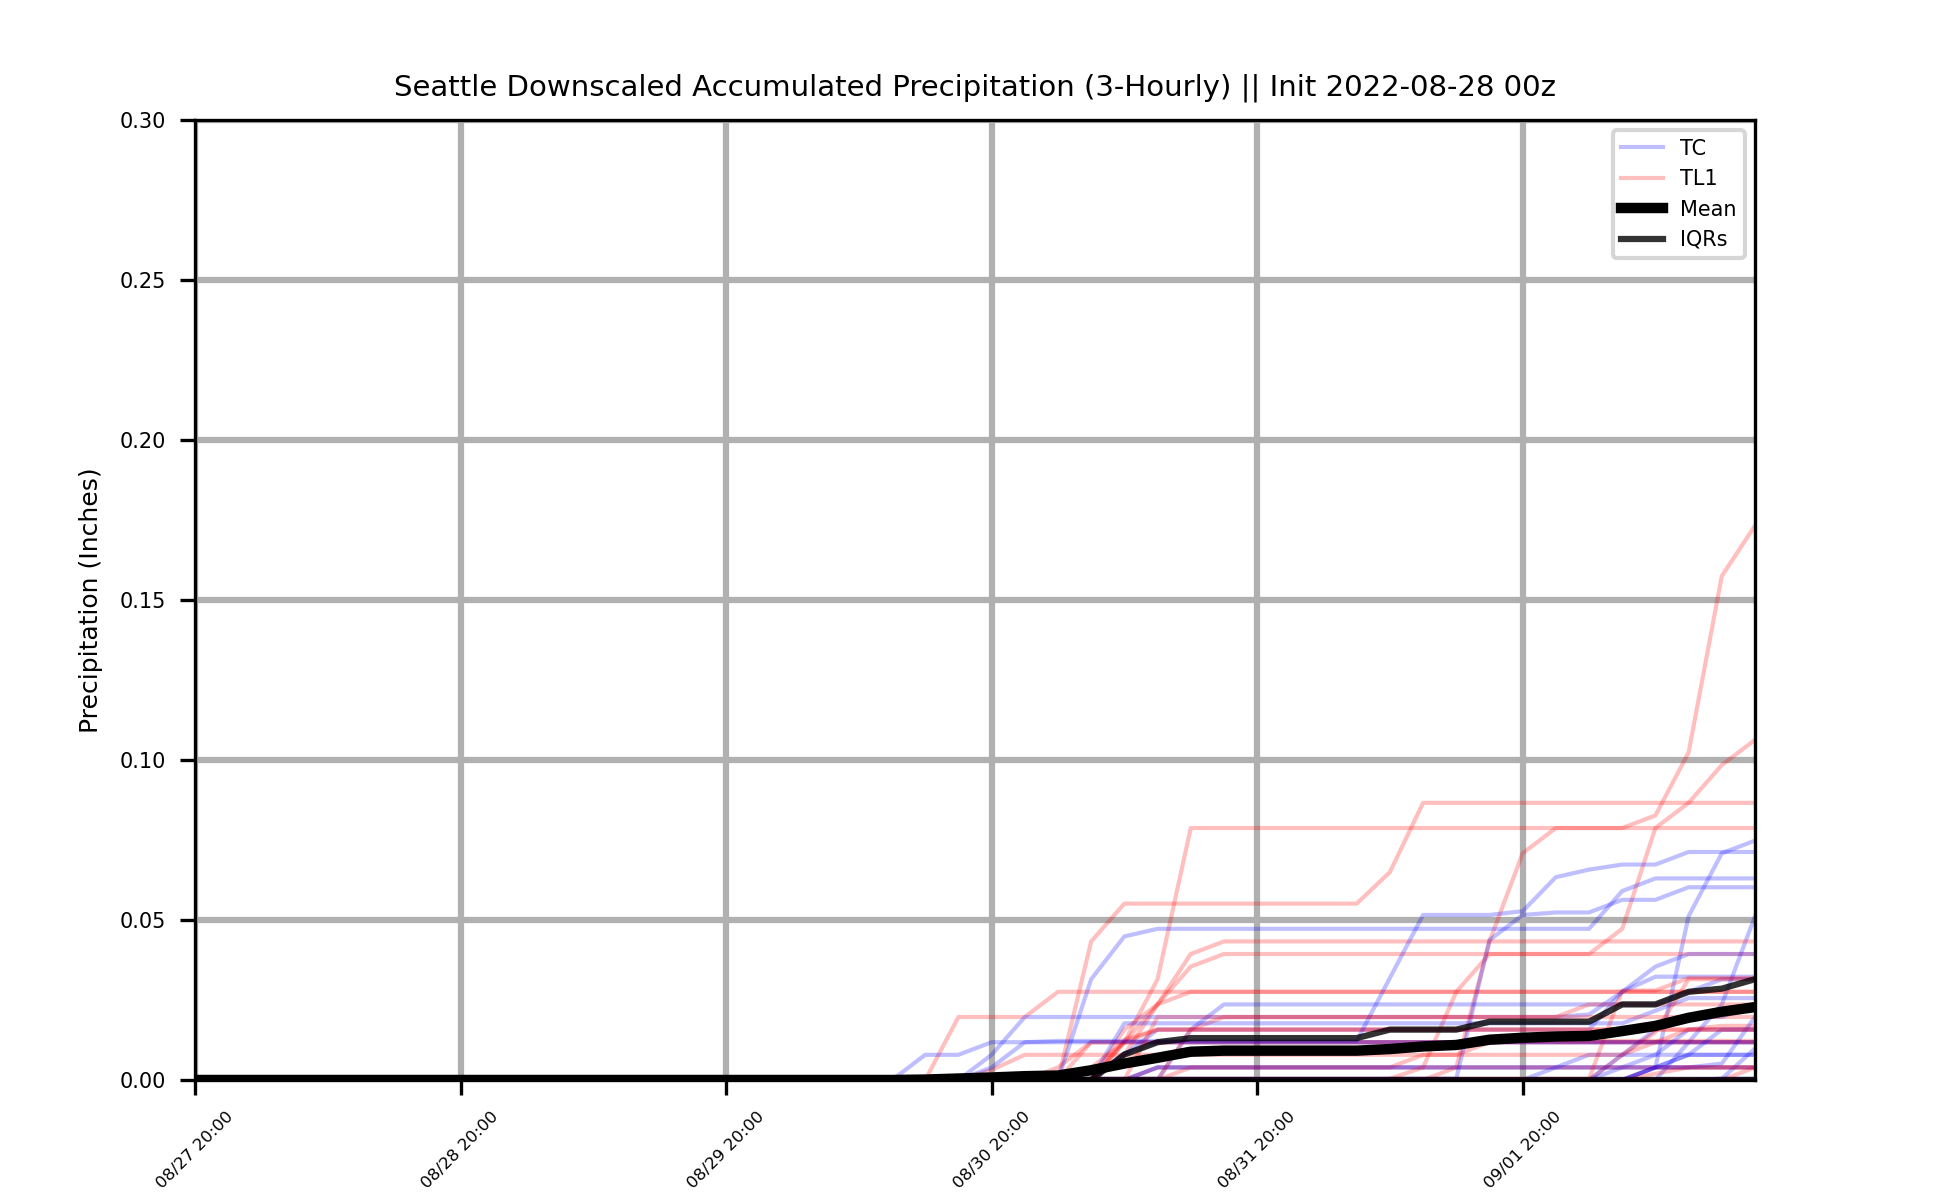 Seattle Downscaled Accumulated Precipitation (3-Hourly) || Init 2022-08-28 00z
TC
TL1
Mean
IQRs
Precipitation (Inches)
0.30
0.25
0.20
0.15
0.10
0.05
0.00
08/27 20:00
08/28 20:00
08/29 20:00
08/30 20:00
08/31 20:00
09/01 20:00